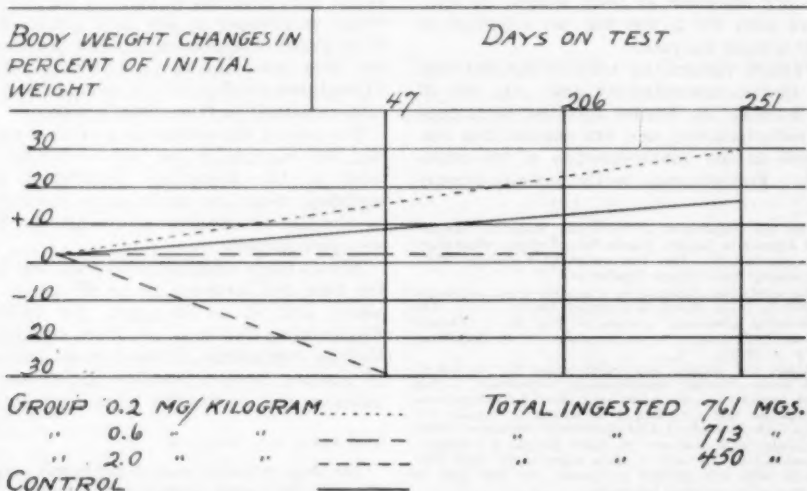 BODY WEIGHT CHANGES IN DAYS ON TEST
PERCENT OF INITIAL
WEIGHT
47 206 251
30
20
+10
0
-10
20
30
GROUP 0.2 MG/KILOGRAM........ TOTAL INGESTED 761 MGS.
" 0.6 " " " " 713 "
" 2.0 " " " " 450 "
CONTROL